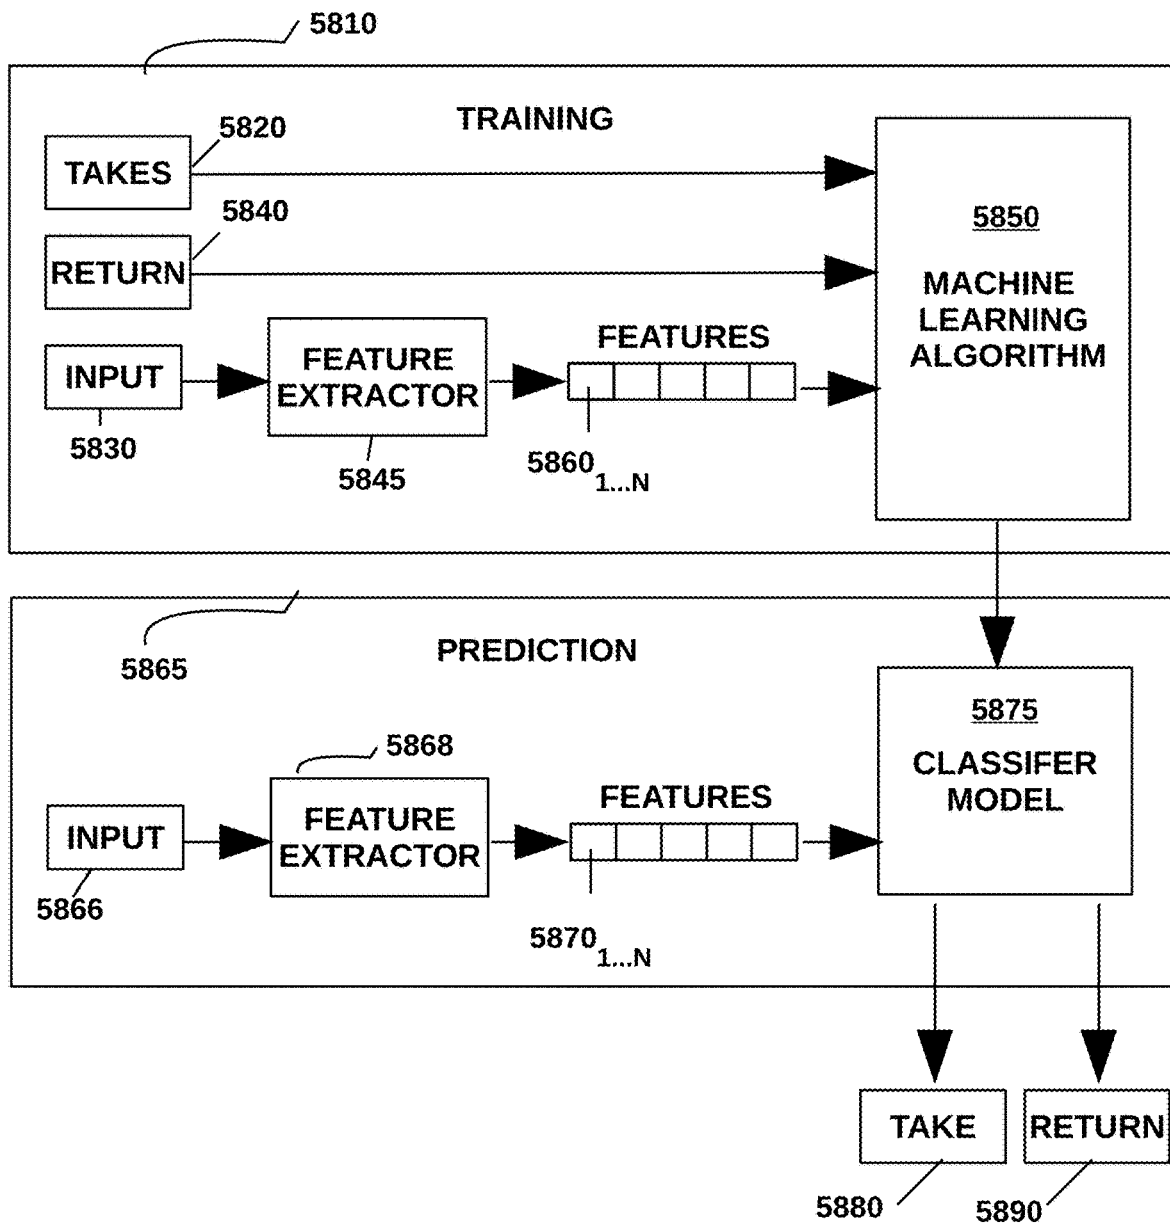 5810
TRAINING
5820
TAKES
5840
RETURN
5850
MACHINE
LEARNING
ALGORITHM
FEATURES
INPUT
FEATURE
EXTRACTOR
5830
5845
5860 1...N
5865
PREDICTION
5875
CLASSIFER
MODEL
5868
FEATURES
INPUT
FEATURE
EXTRACTOR
5866
5870 1...N
TAKE
RETURN
5880
5890